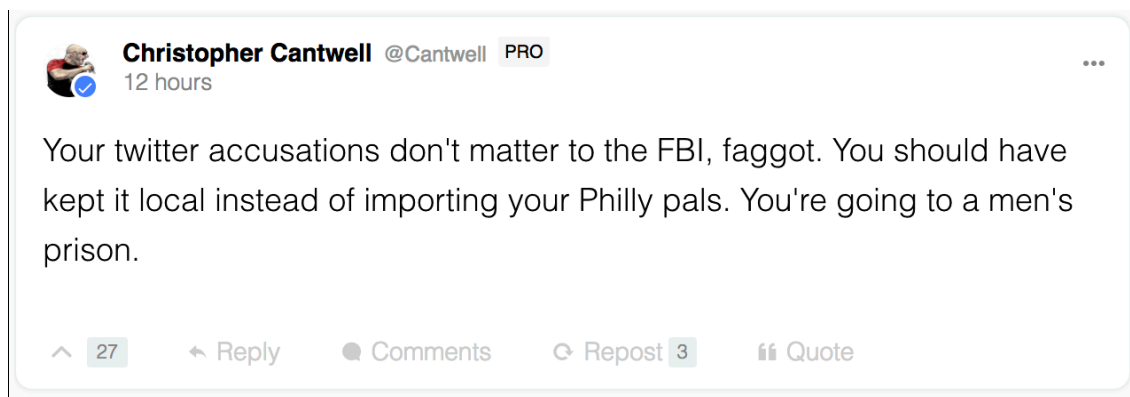 Christopher Cantwell @Cantwell PRO
12 hours
Your twitter accusations don't matter to the FBI, faggot. You should have
kept it local instead of importing your Philly pals. You're going to a men's
prison.
27 Reply Comments Repost 3 Quote